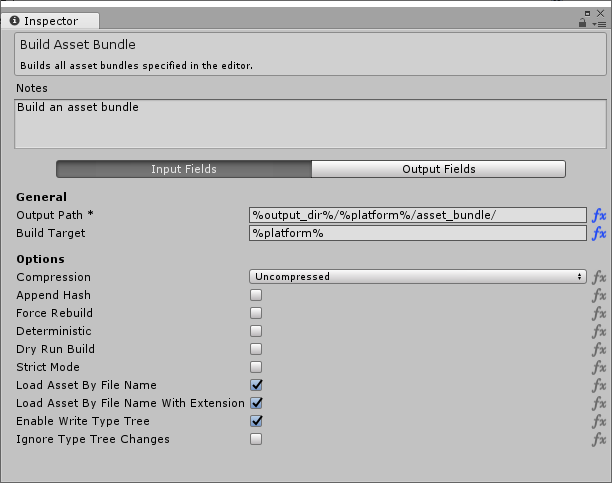 Inspector
Build Asset Bundle
Builds all asset bundles specified in the editor.
Notes
Build an asset bundle
Input Fields Output Fields
General
Output Path * %output_dir%/%platform%/asset_bundle/ fx
Build Target %platform% fx
Options
Compression Uncompressed fx
Append Hash fx
Force Rebuild fx
Deterministic fx
Dry Run Build fx
Strict Mode fx
Load Asset By File Name fx
Load Asset By File Name With Extension fx
Enable Write Type Tree fx
Ignore Type Tree Changes fx